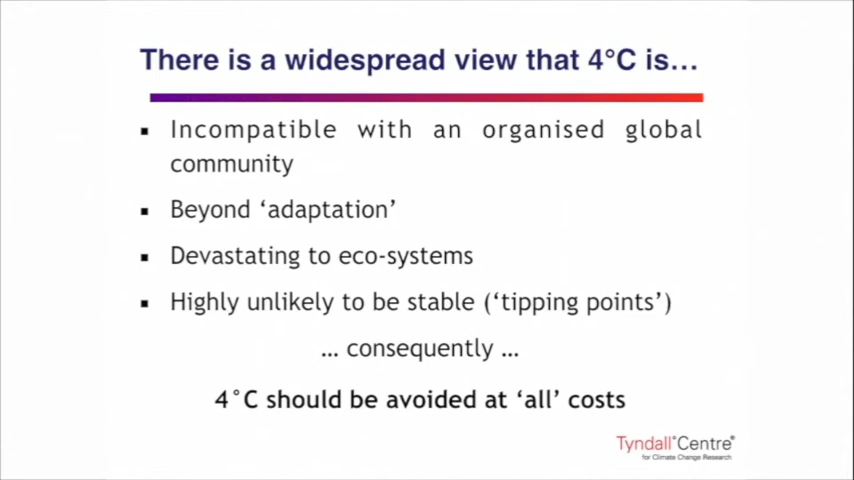 There is a widespread view that 4°C is…
▪ Incompatible with an organised global
community
▪ Beyond ‘adaptation’
▪ Devastating to eco-systems
▪ Highly unlikely to be stable (‘tipping points’)
… consequently …
4°C should be avoided at ‘all’ costs
Tyndall°Centre®
for Climate Change Research